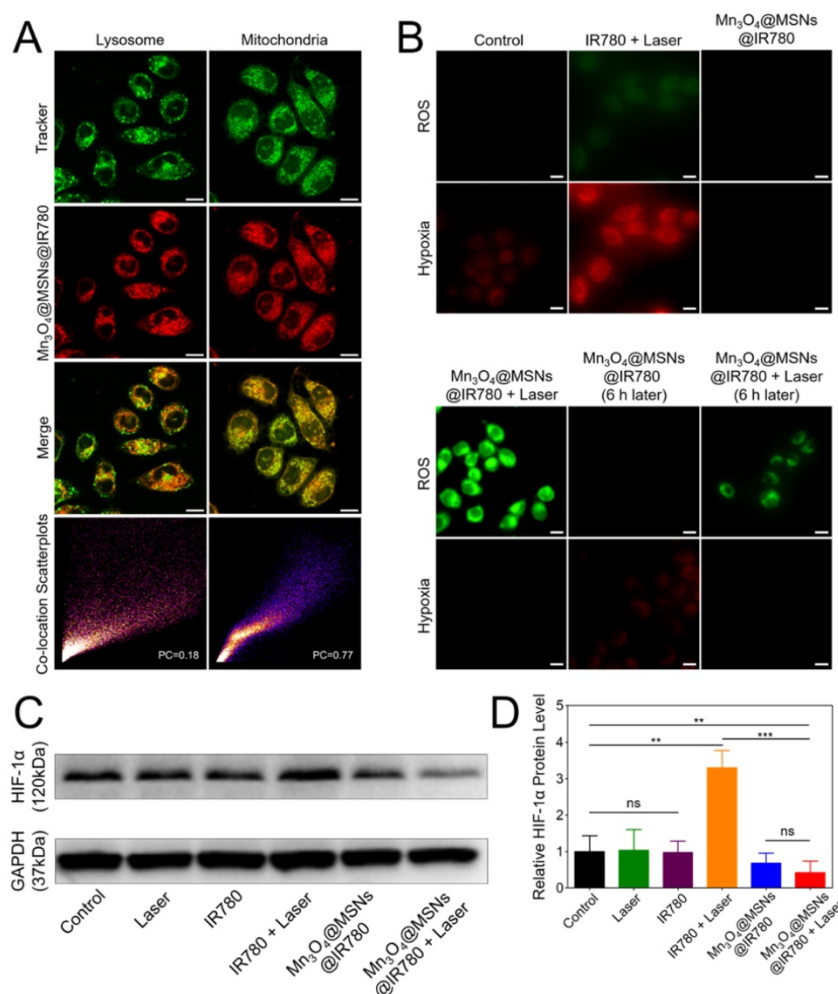 A
Lysosome
Mitochondria
Tracker
Mn₃O₄@MSNs@IR780
Merge
Co-location Scatterplots
PC=0.18
PC=0.77
B
Control
IR780 + Laser
Mn₃O₄@MSNs
@IR780
ROS
Hypoxia
Mn₃O₄@MSNs
@IR780 + Laser
Mn₃O₄@MSNs
@IR780
(6 h later)
Mn₃O₄@MSNs
@IR780 + Laser
(6 h later)
ROS
Hypoxia
C
HIF-1α
(120kDa)
GAPDH
(37kDa)
Control
Laser
IR780
IR780 + Laser
Mn₃O₄@MSNs
@IR780
Mn₃O₄@MSNs
@IR780 + Laser
D
Relative HIF-1α Protein Level
5
4
3
2
1
0
**
**
***
ns
ns
Control
Laser
IR780
IR780 + Laser
Mn₃O₄@MSNs
@IR780
Mn₃O₄@MSNs
@IR780 + Laser